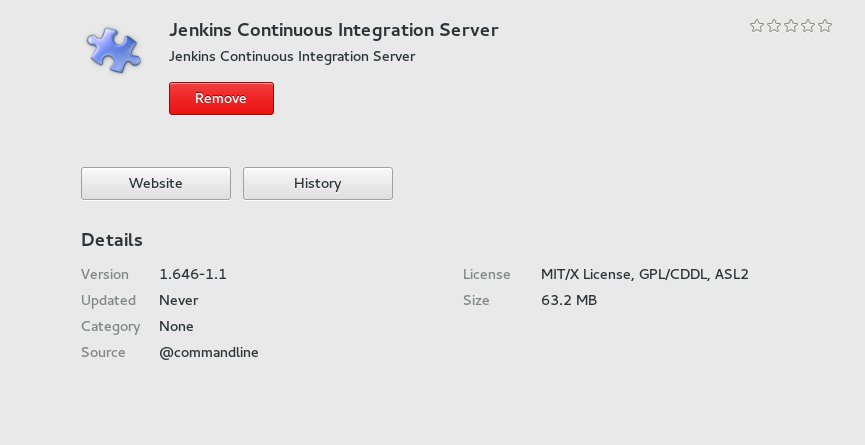 Jenkins Continuous Integration Server
Jenkins Continuous Integration Server
Remove
Website
History
Details
Version 1.646-1.1
License MIT/X License, GPL/CDDL, ASL2
Updated Never
Size 63.2 MB
Category None
Source @commandline